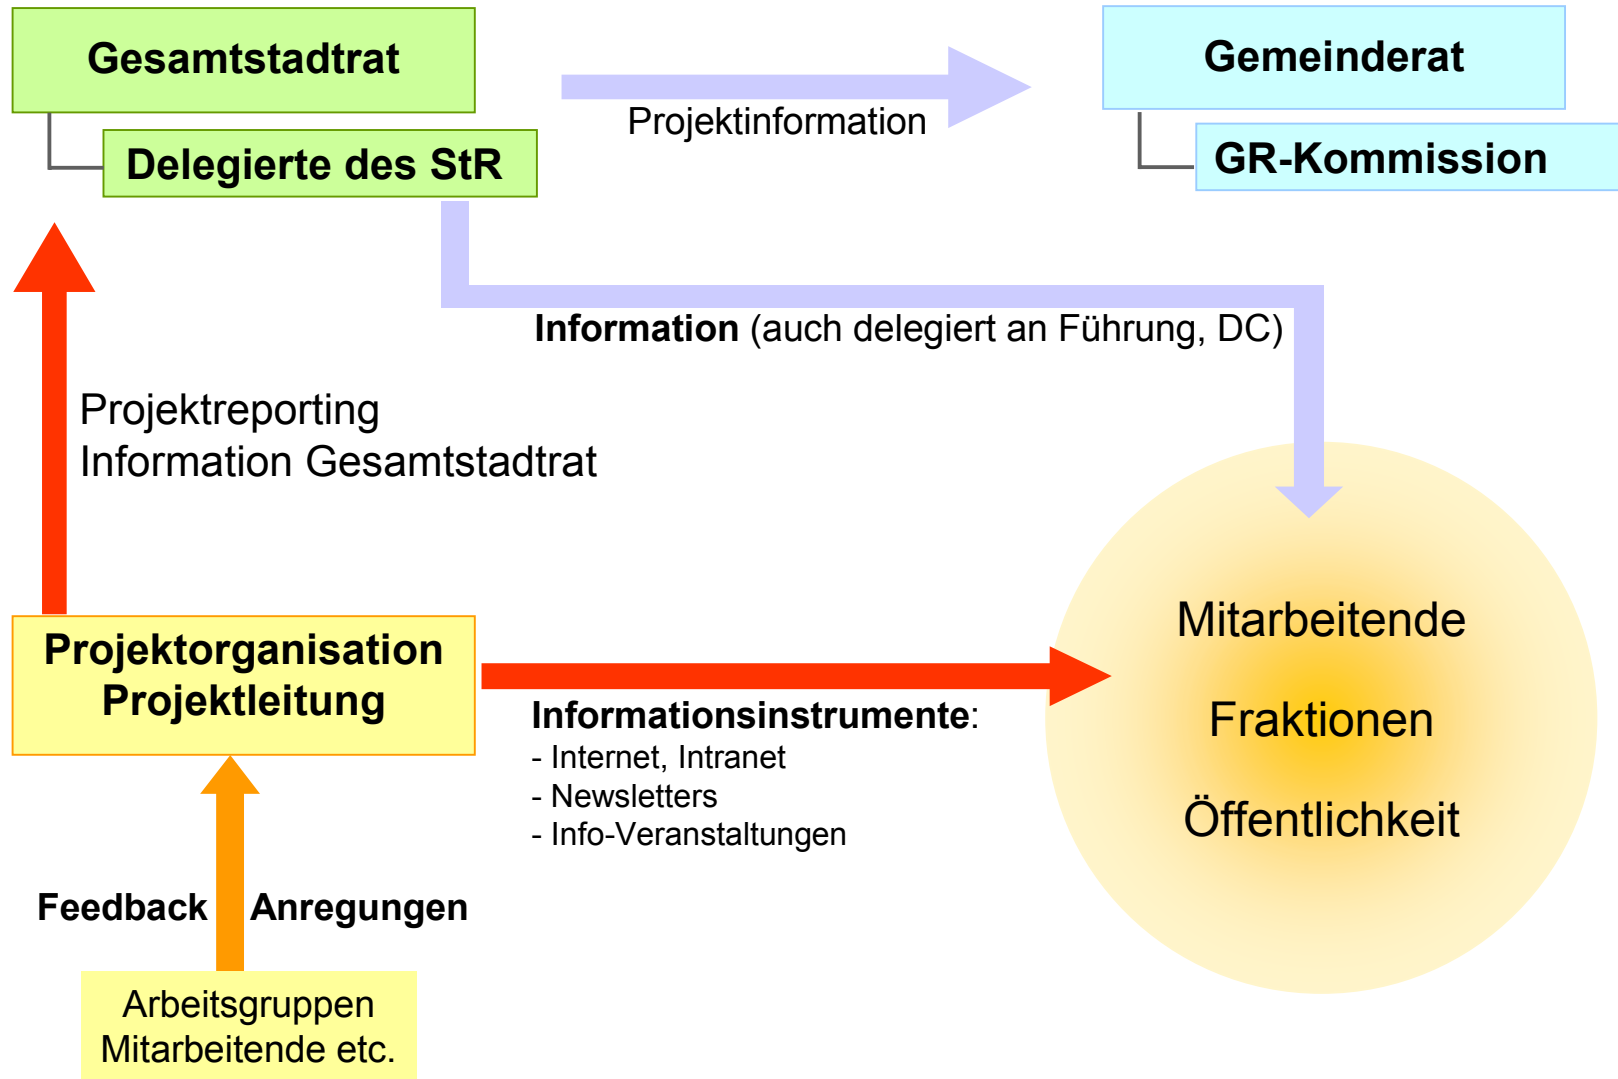 Gesamtstadtrat
Delegierte des StR
Projektinformation
Gemeinderat
GR-Kommission
Information (auch delegiert an Führung, DC)
Projektreporting
Information Gesamtstadtrat
Projektorganisation
Projektleitung
Informationsinstrumente:
- Internet, Intranet
- Newsletters
- Info-Veranstaltungen
Mitarbeitende
Fraktionen
Öffentlichkeit
Feedback Anregungen
Arbeitsgruppen
Mitarbeitende etc.